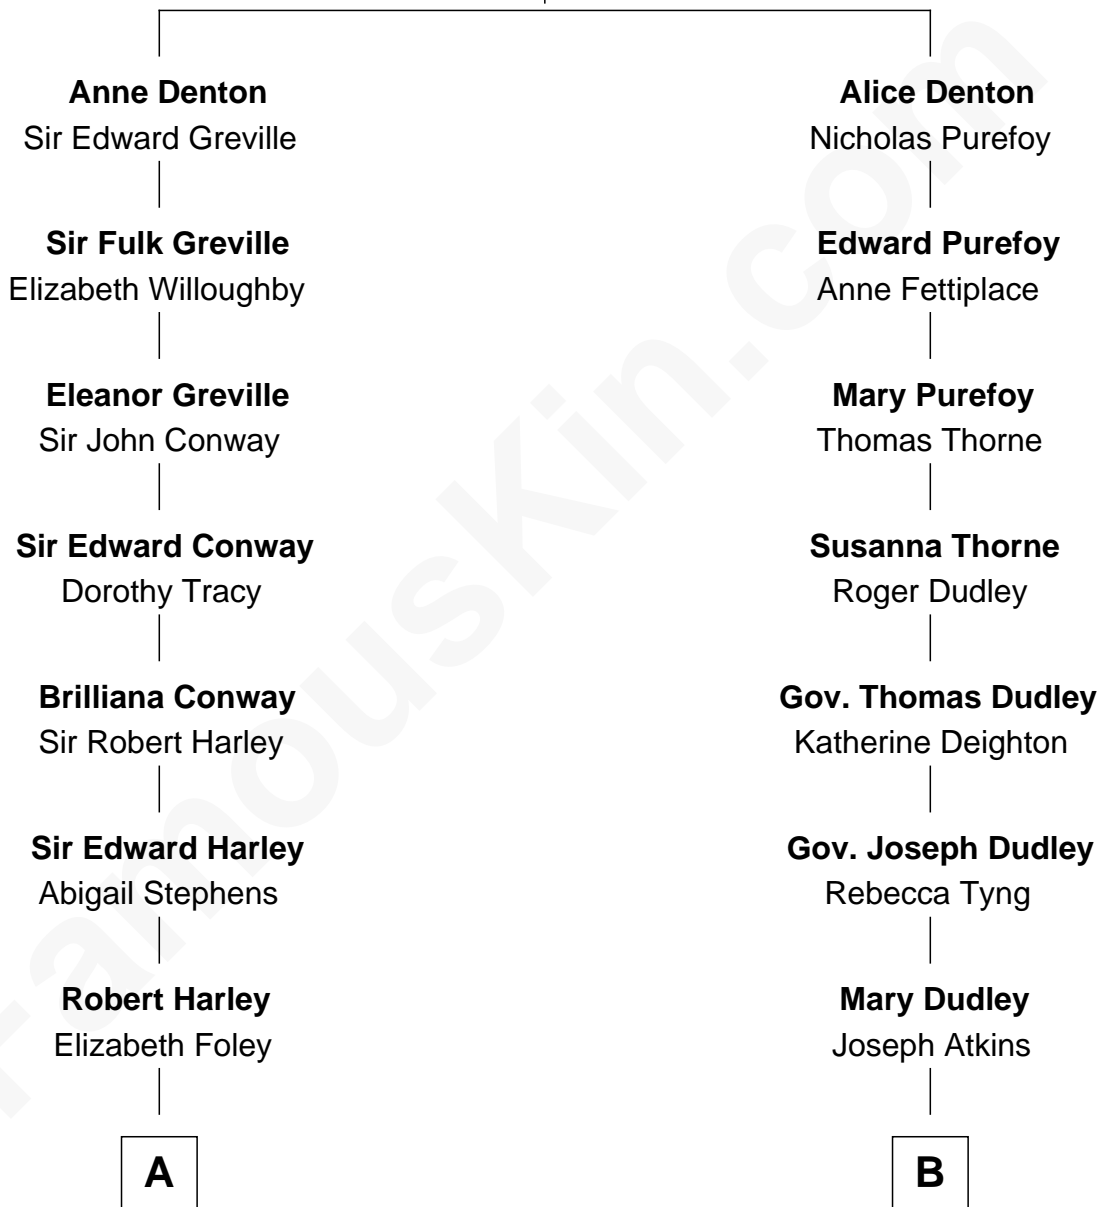 Anne Denton
Sir Edward Greville
Alice Denton
Nicholas Purefoy
Sir Fulk Greville
Elizabeth Willoughby
Edward Purefoy
Anne Fettiplace
Eleanor Greville
Sir John Conway
Mary Purefoy
Thomas Thorne
Sir Edward Conway
Dorothy Tracy
Susanna Thorne
Roger Dudley
Brilliana Conway
Sir Robert Harley
Gov. Thomas Dudley
Katherine Deighton
Sir Edward Harley
Abigail Stephens
Gov. Joseph Dudley
Rebecca Tyng
Robert Harley
Elizabeth Foley
Mary Dudley
Joseph Atkins
A
B
FamousKin.com